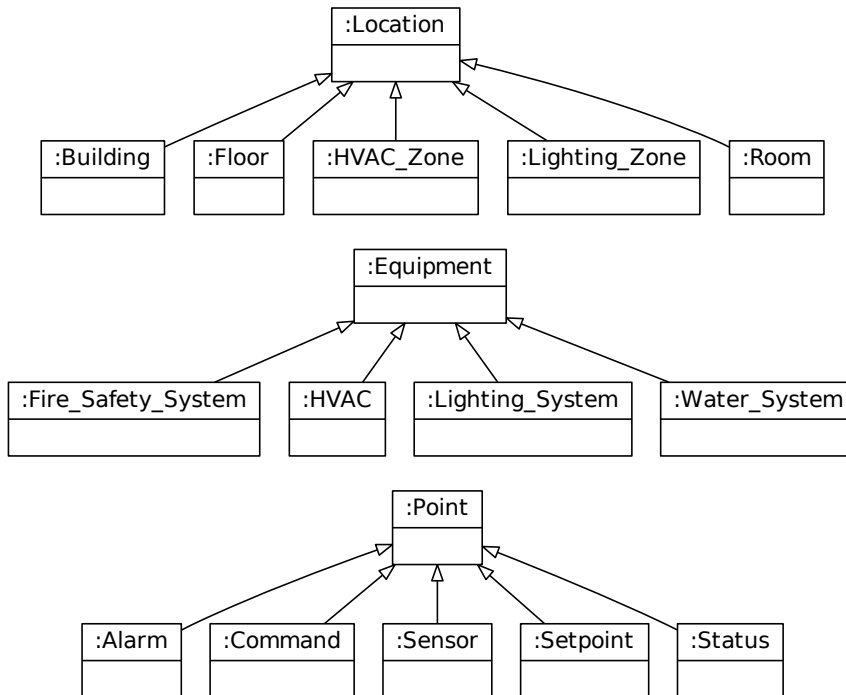 :Location
:Building :Floor :HVAC_Zone :Lighting_Zone :Room
:Equipment
:Fire_Safety_System :HVAC :Lighting_System :Water_System
:Point
:Alarm :Command :Sensor :Setpoint :Status